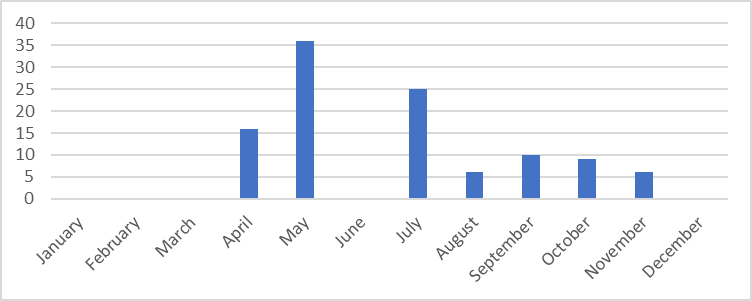 40
35
30
25
20
15
10
5
0
January
February
March
April
May
June
July
August
September
October
November
December